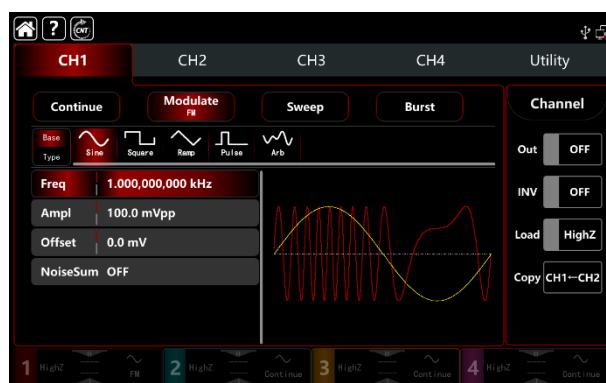 ? CNT
CH1 CH2 CH3 CH4 Utility
Continue Modulate Sweep Burst Channel
FM
Base
Type Sine Square Ramp Pulse Arb
Out OFF
Freq 1.000,000,000 kHz
INV OFF
Ampl 100.0 mVpp
Offset 0.0 mV
Load HighZ
NoiseSum OFF
Copy CH1←CH2
1 HighZ FM 2 HighZ Continue 3 HighZ Continue 4 HighZ Continue